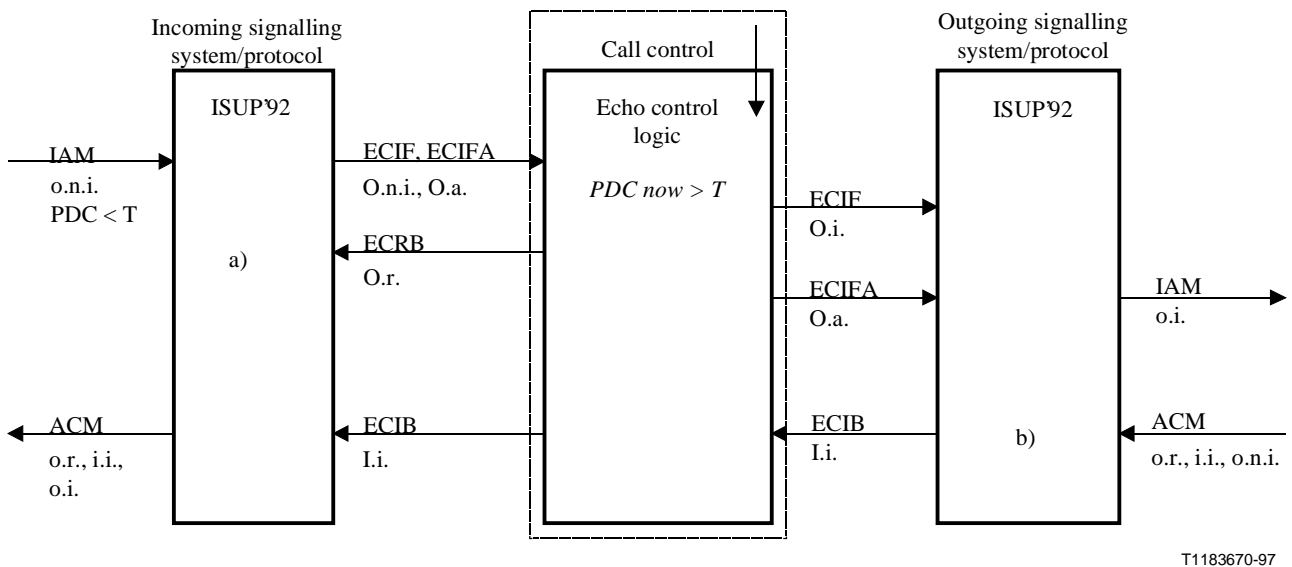 Incoming signalling
system/protocol
Call control
Outgoing signalling
system/protocol
ISUP'92
Echo control
logic
PDC now > T
ISUP'92
IAM
o.n.i.
PDC < T
ECIF, ECIFA
O.n.i., O.a.
ECIF
O.i.
a)
ECRB
O.r.
ECIFA
O.a.
IAM
o.i.
ACM
o.r., i.i.,
o.i.
ECIB
I.i.
ECIB
I.i.
b)
ACM
o.r., i.i., o.n.i.
T1183670-97